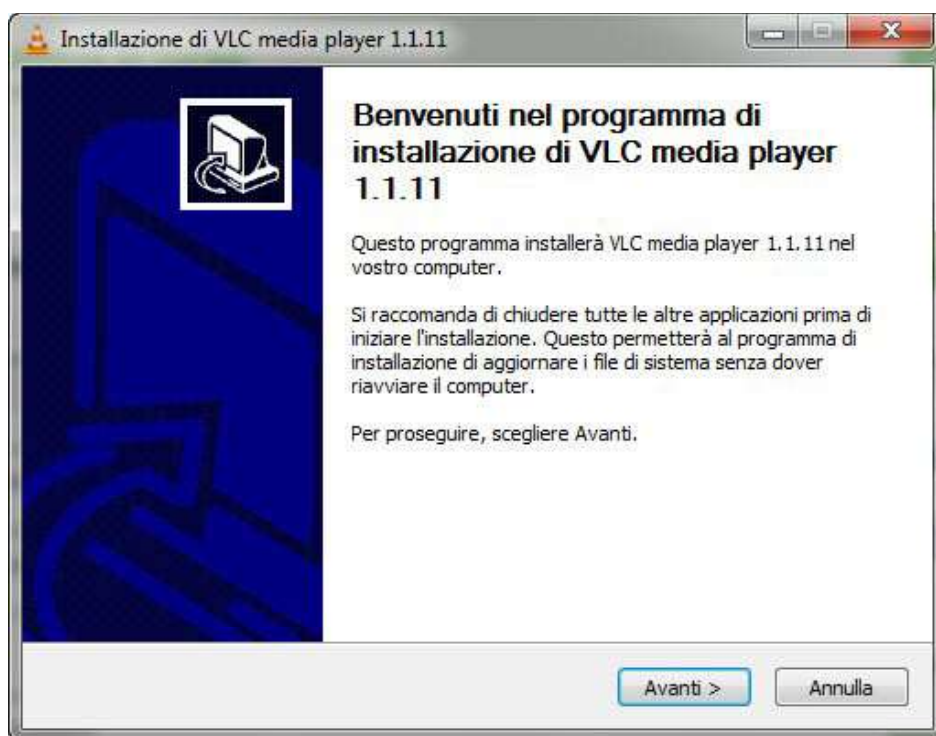 Installazione di VLC media player 1.1.11
Benvenuti nel programma di
installazione di VLC media player
1.1.11
Questo programma installerà VLC media player 1.1.11 nel
vostro computer.
Si raccomanda di chiudere tutte le altre applicazioni prima di
iniziare l'installazione. Questo permetterà al programma di
installazione di aggiornare i file di sistema senza dover
riavviare il computer.
Per proseguire, scegliere Avanti.
Avanti >
Annulla